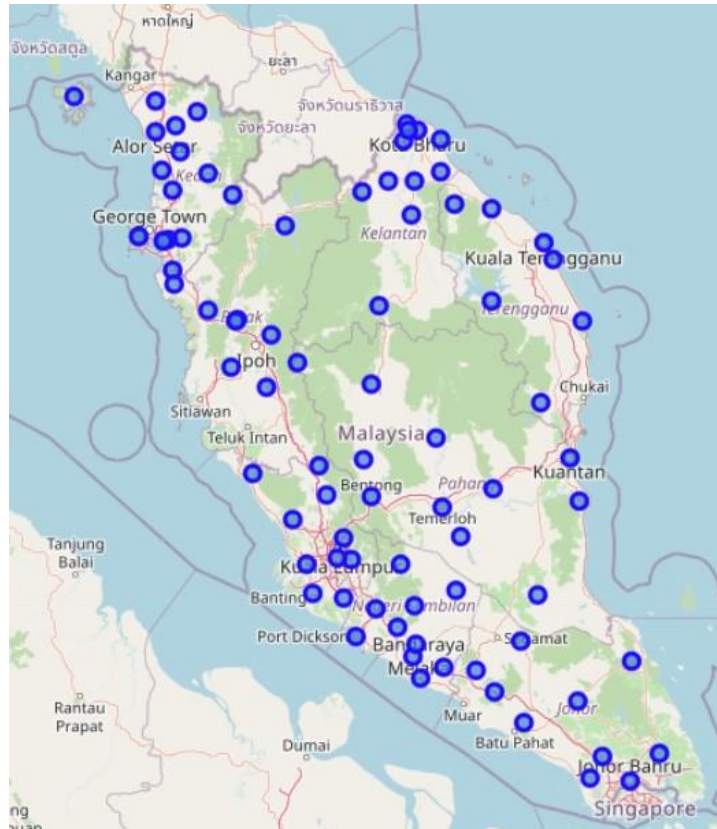 หาดใหญ่
จังหวัดสตูล
ยะลา
Kangar
จังหวัดนราธิวาส
จังหวัดยะลา
Alor Setar
Kota Bharu
Kedah
George Town
Kelantan
Kuala Terengganu
Terengganu
Perak
Ipoh
Chukai
Sitiawan
Malaysia
Teluk Intan
Kuantan
Bentong
Pahang
Temerloh
Tanjung
Balai
Kuala Lumpur
Banting
Negeri Sembilan
Port Dickson
Segamat
Bandaraya
Melaka
Rantau
Prapat
Muar
Johor
Batu Pahat
Dumai
Johor Bahru
Singapore